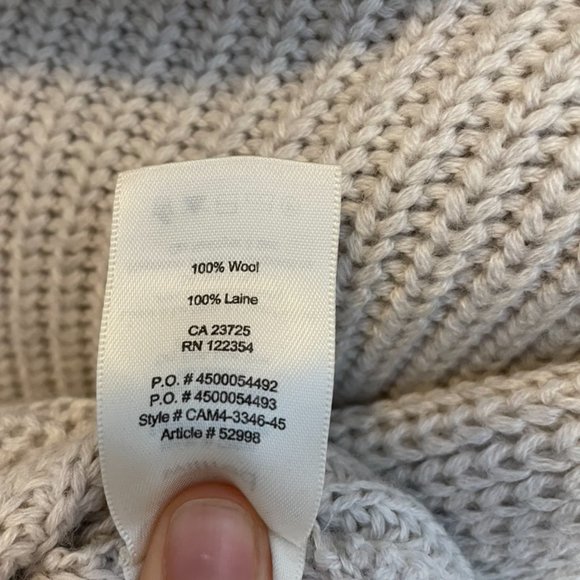 100% Wool
100% Laine
CA 23725
RN 122354
P.O. # 4500054492
P.O. # 4500054493
Style # CAM4-3346-45
Article # 52998